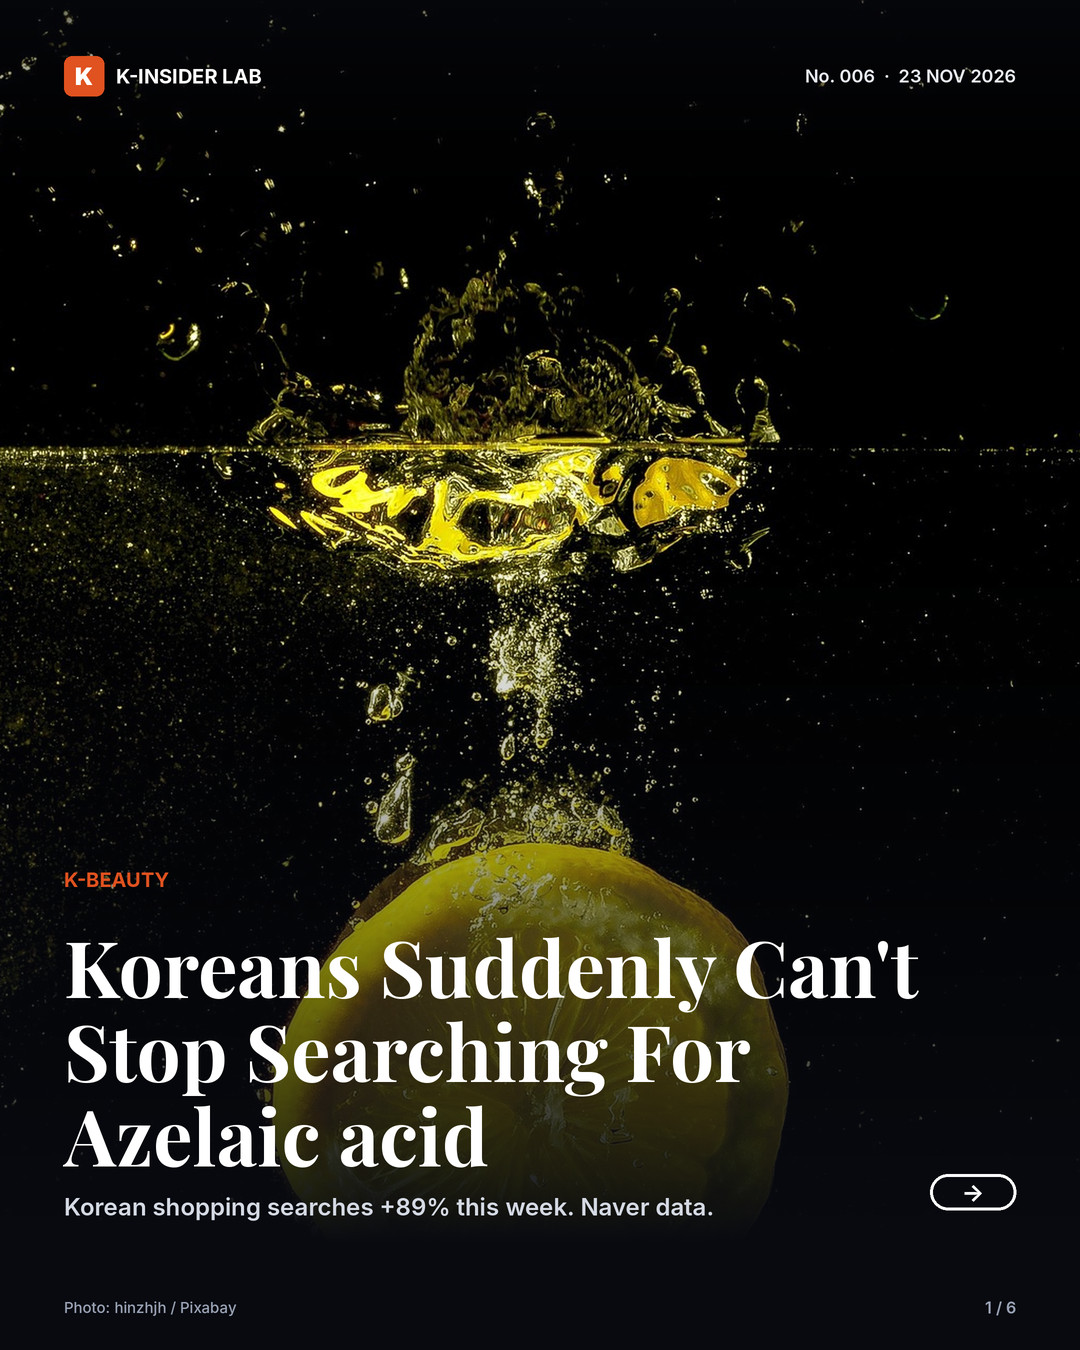 K K-INSIDER LAB
No. 006 · 23 NOV 2026
K-BEAUTY
Koreans Suddenly Can't
Stop Searching For
Azelaic acid
Korean shopping searches +89% this week. Naver data.
→
Photo: hinzhjh / Pixabay
1 / 6